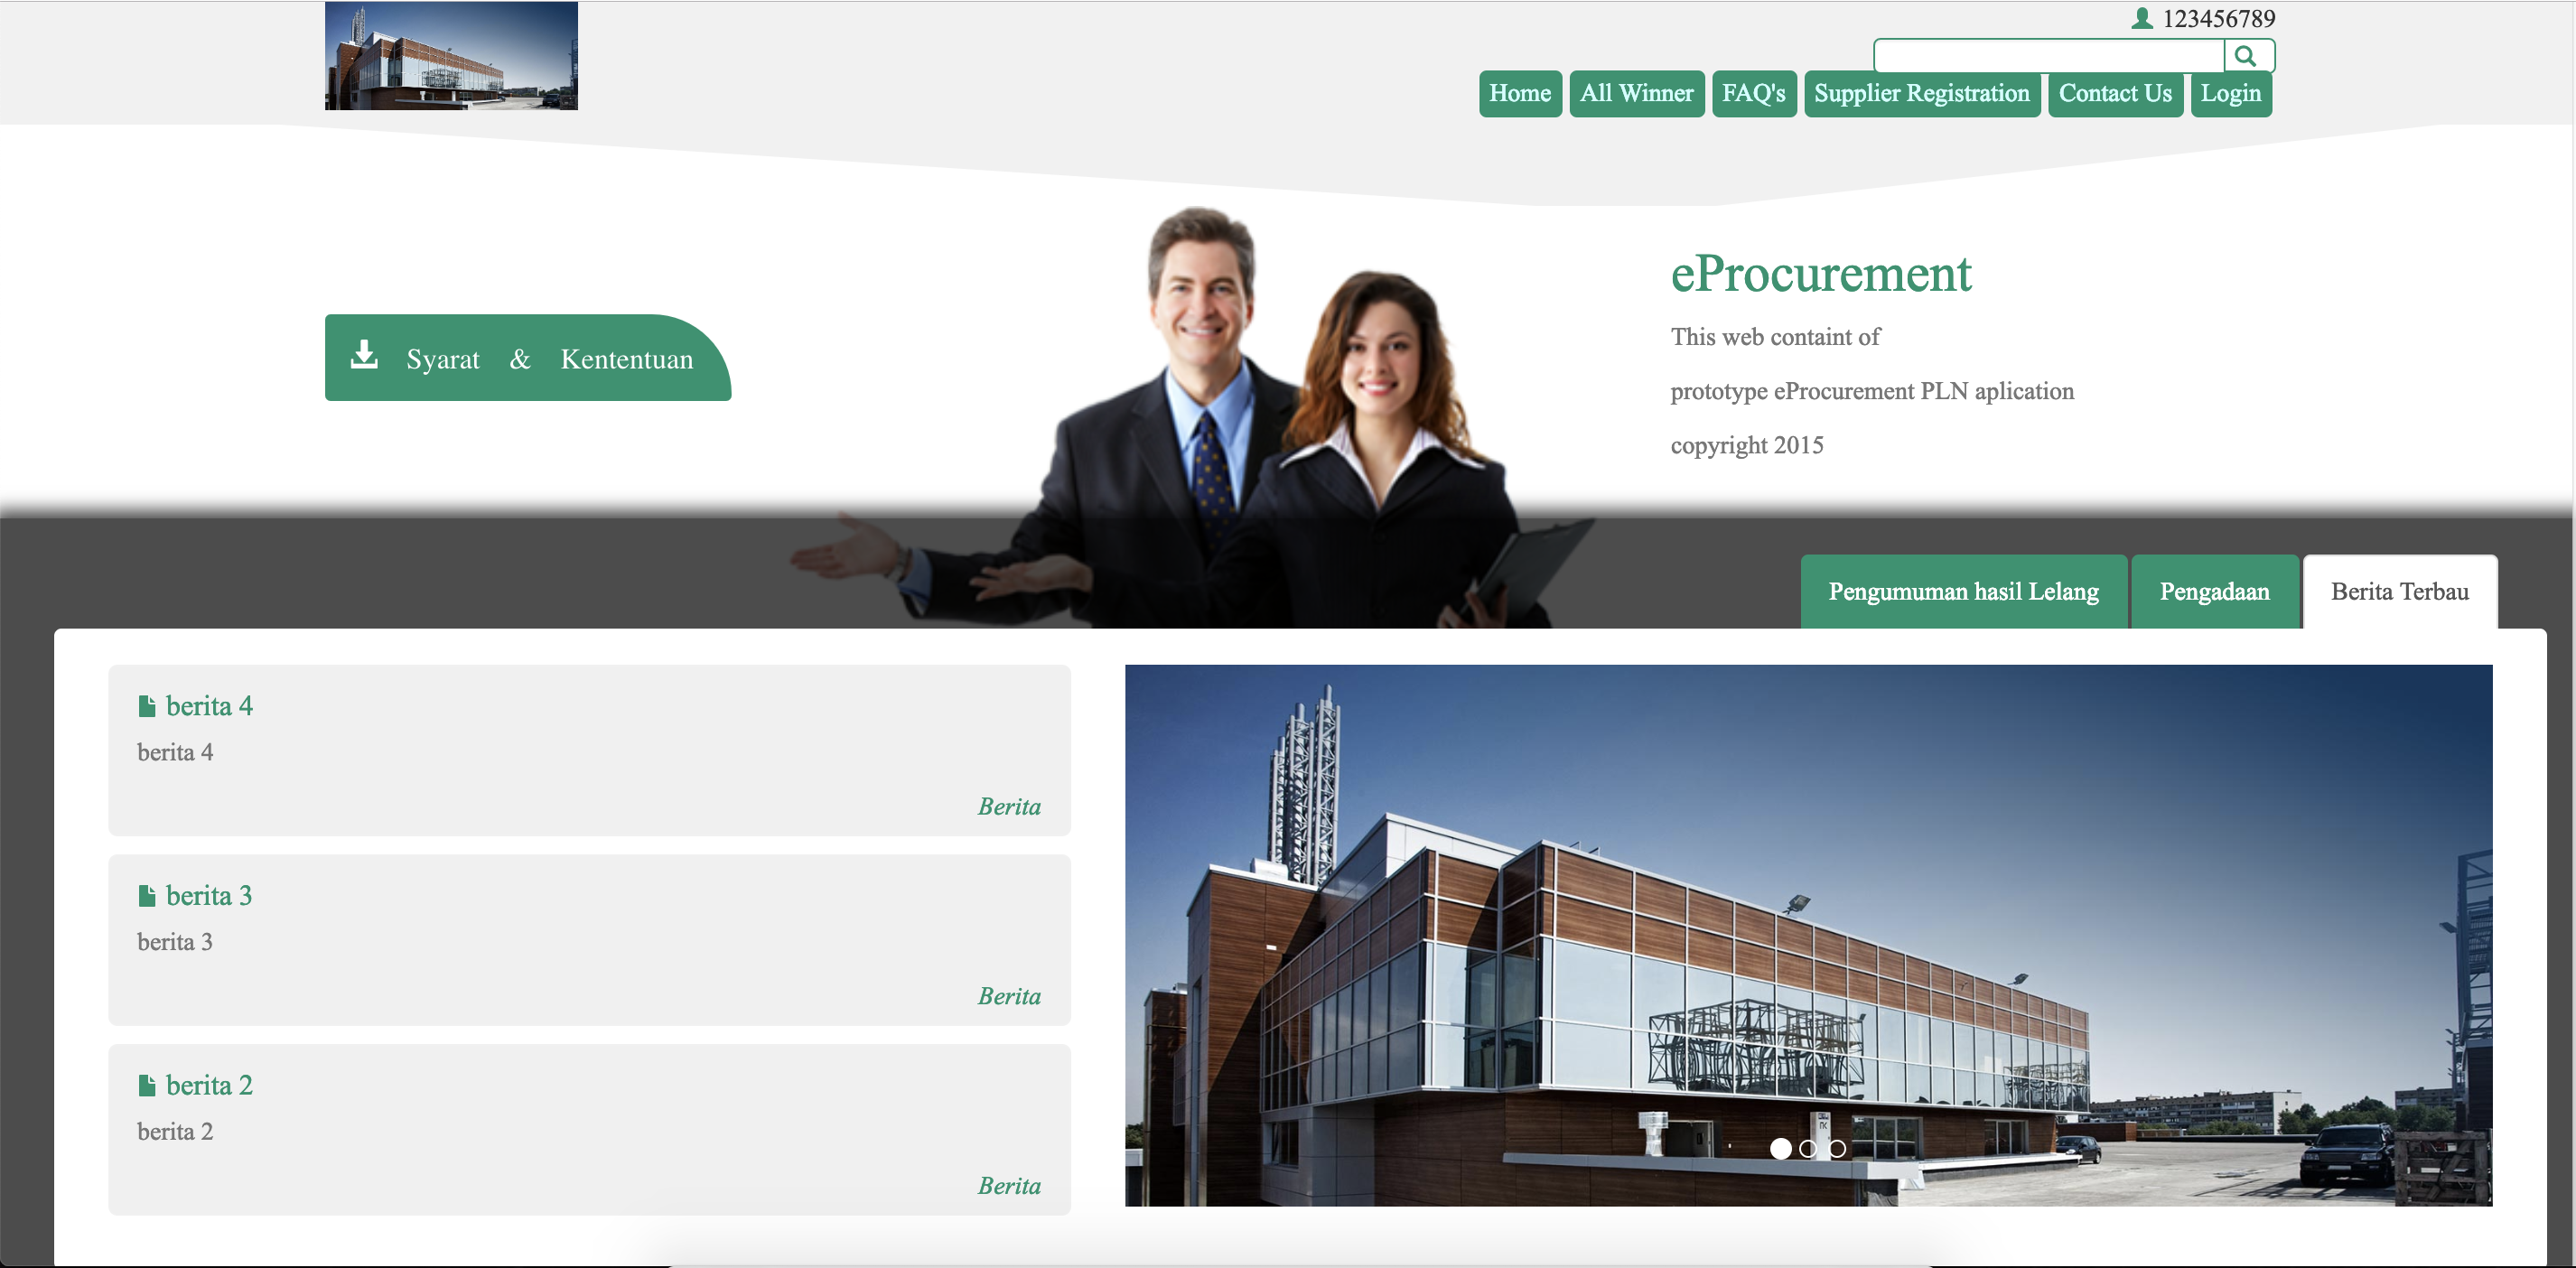 123456789
Home All Winner FAQ's Supplier Registration Contact Us Login
Syarat & Kententuan
eProcurement
This web containt of
prototype eProcurement PLN aplication
copyright 2015
Pengumuman hasil Lelang Pengadaan Berita Terbau
berita 4
berita 4
Berita
berita 3
berita 3
Berita
berita 2
berita 2
Berita